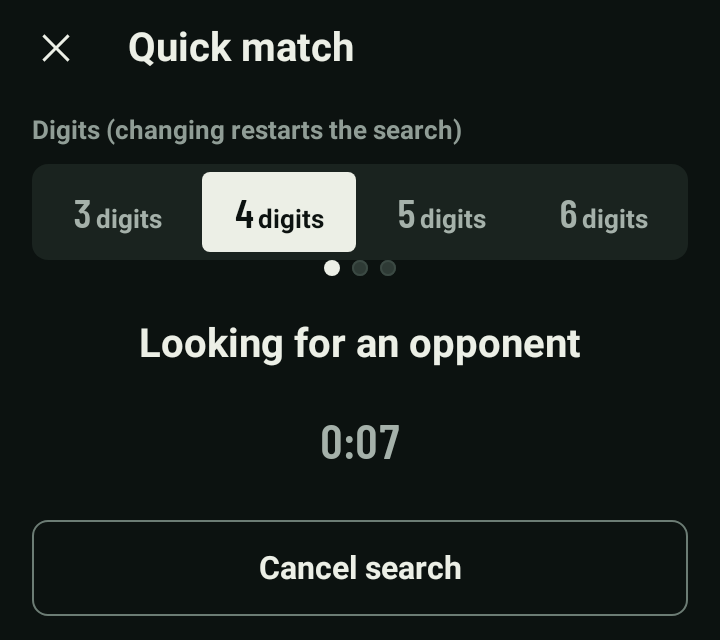 Quick match
Digits (changing restarts the search)
3 digits 4 digits 5 digits 6 digits
Looking for an opponent
0:07
Cancel search